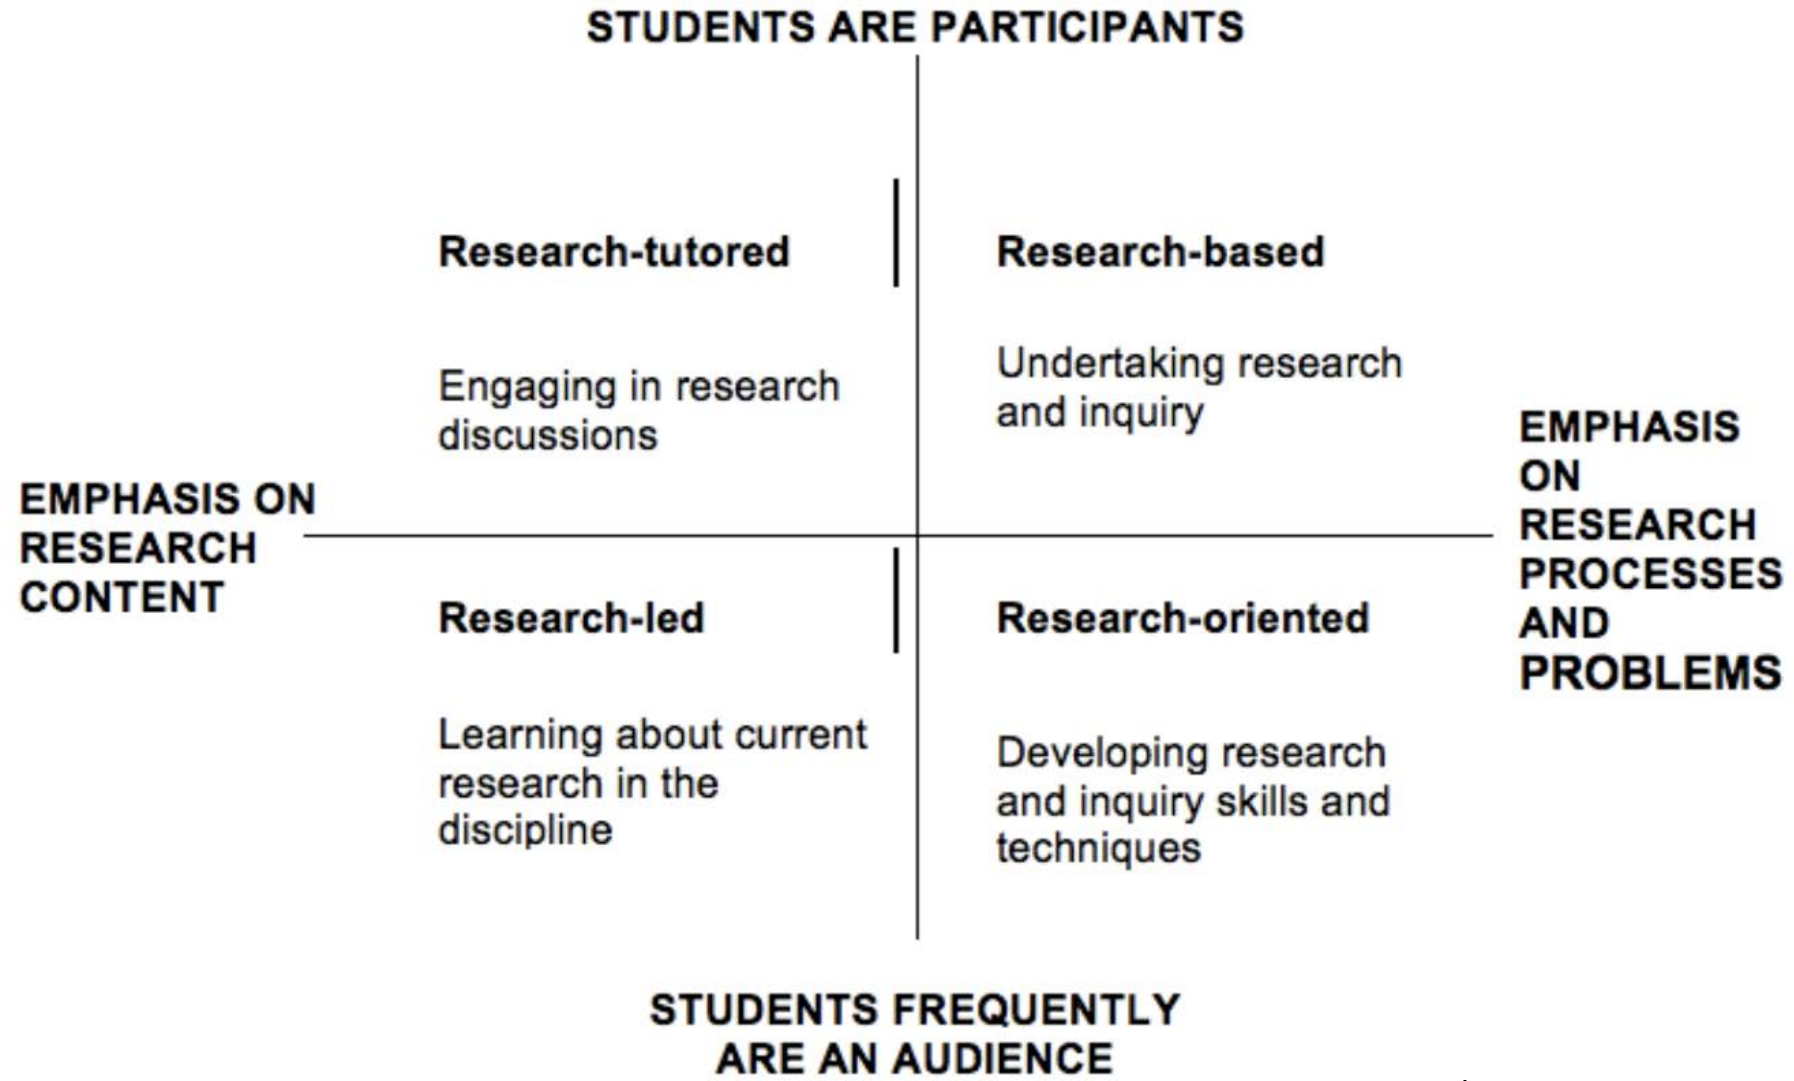 STUDENTS ARE PARTICIPANTS
Research-tutored
Research-based
Engaging in research
discussions
Undertaking research
and inquiry
EMPHASIS ON
RESEARCH
CONTENT
EMPHASIS
ON
RESEARCH
PROCESSES
AND
PROBLEMS
Research-led
Research-oriented
Learning about current
research in the
discipline
Developing research
and inquiry skills and
techniques
STUDENTS FREQUENTLY
ARE AN AUDIENCE